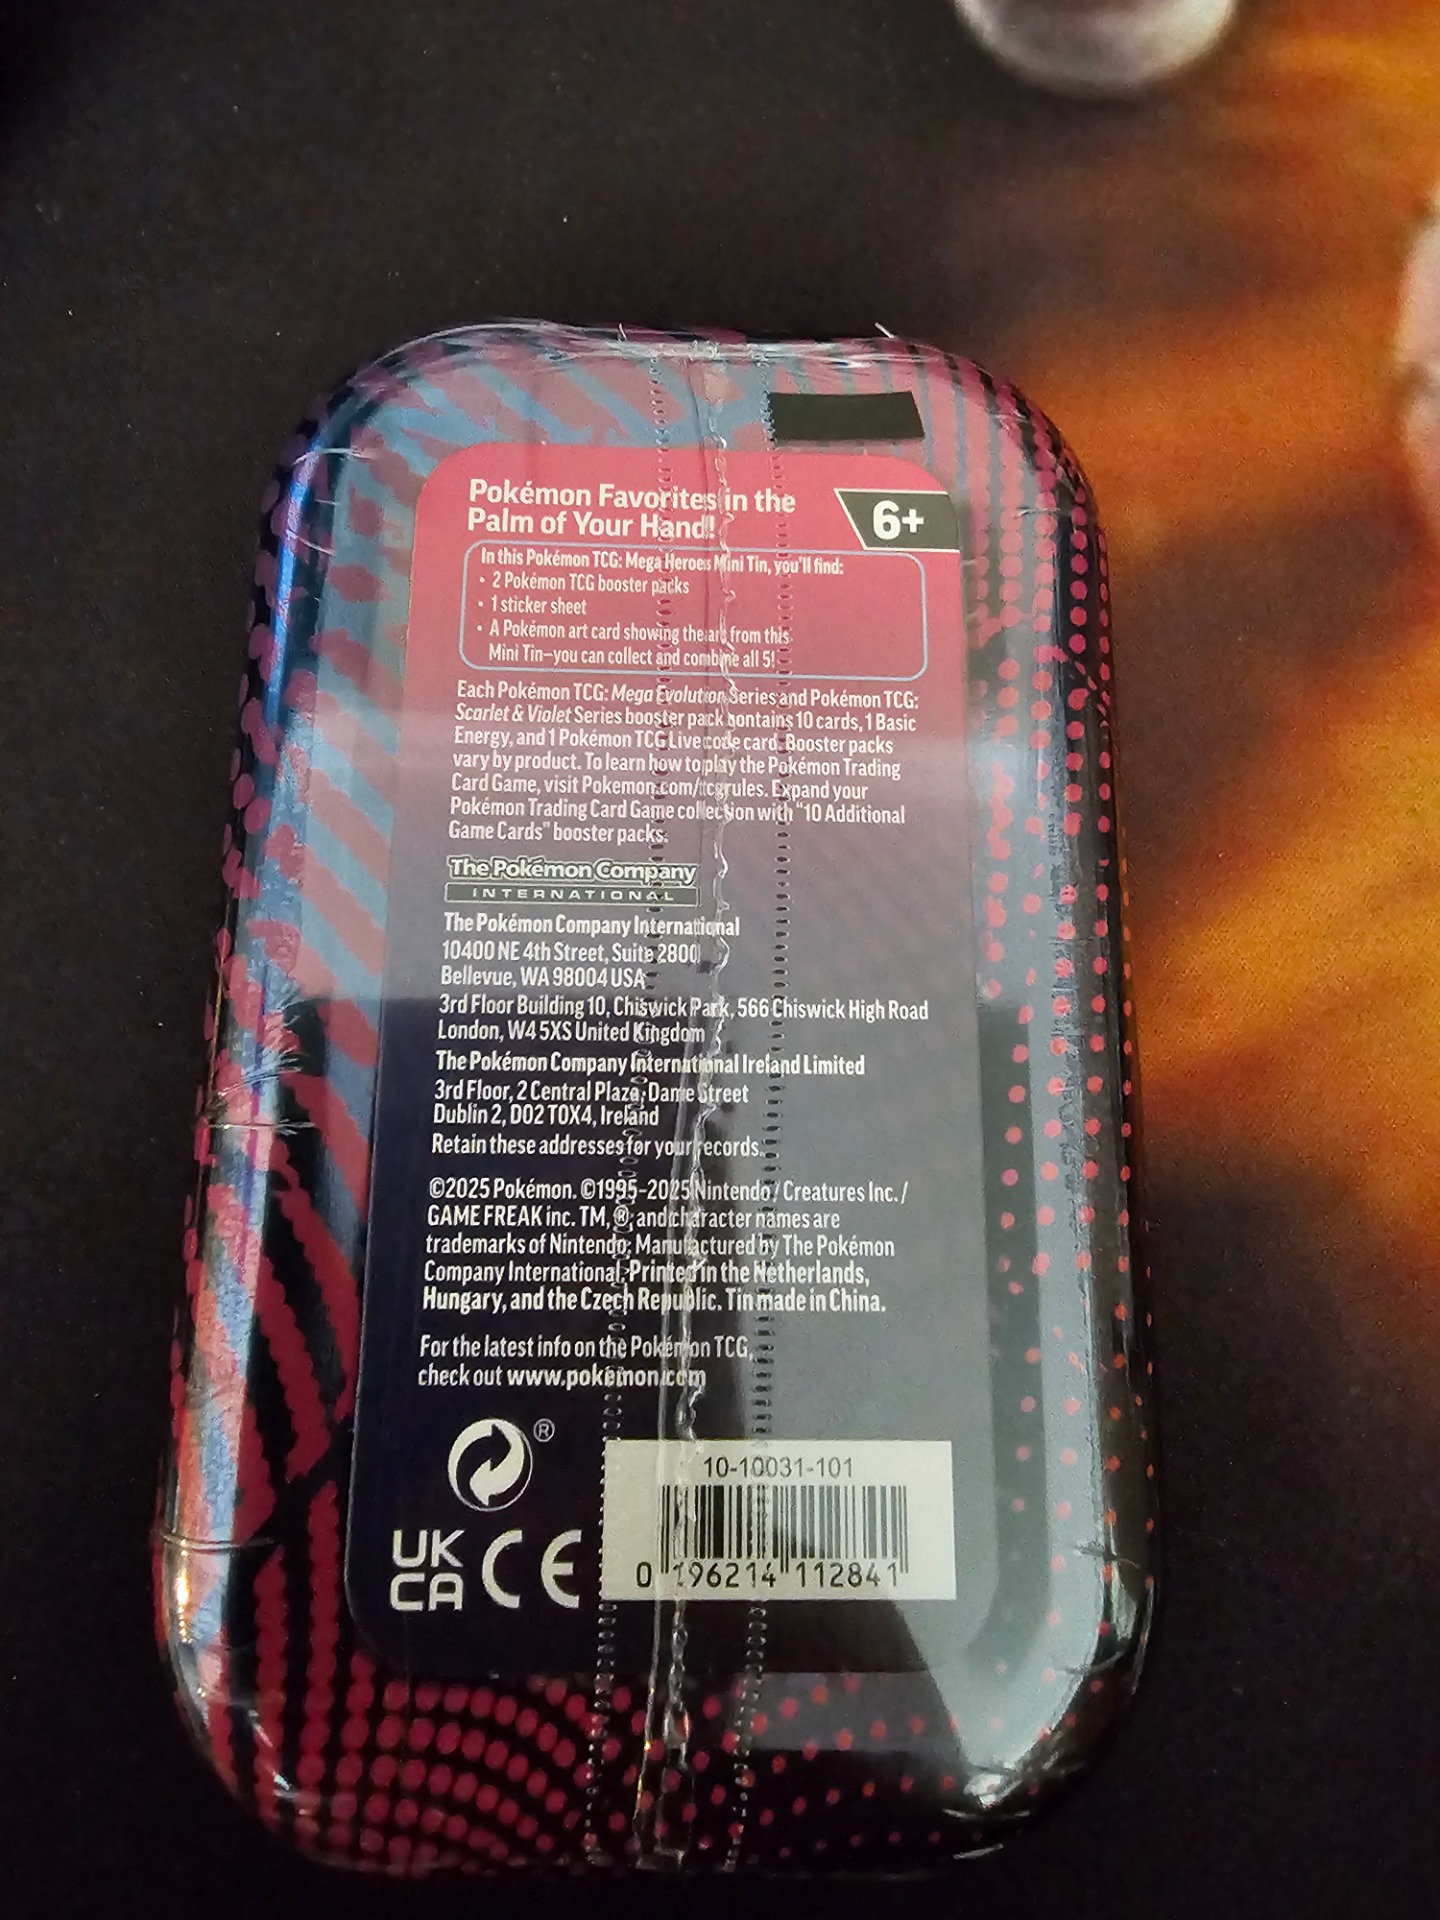 Pokémon Favorites in the
Palm of Your Hand!
6+
In this Pokémon TCG: Mega Heroes Mini Tin, you'll find:
• 2 Pokémon TCG booster packs
• 1 sticker sheet
• A Pokémon art card showing the art from this
Mini Tin—you can collect and combine all 5!
Each Pokémon TCG: Mega Evolution Series and Pokémon TCG:
Scarlet & Violet Series booster pack contains 10 cards, 1 Basic
Energy, and 1 Pokémon TCG Live code card. Booster packs
vary by product. To learn how to play the Pokémon Trading
Card Game, visit Pokemon.com/tcgrules. Expand your
Pokémon Trading Card Game collection with "10 Additional
Game Cards" booster packs.
The Pokémon Company
INTERNATIONAL
The Pokémon Company International
10400 NE 4th Street, Suite 2800
Bellevue, WA 98004 USA
3rd Floor Building 10, Chiswick Park, 566 Chiswick High Road
London, W4 5XS United Kingdom
The Pokémon Company International Ireland Limited
3rd Floor, 2 Central Plaza, Dame Street
Dublin 2, D02 T0X4, Ireland
Retain these addresses for your records.
©2025 Pokémon. ©1995–2025 Nintendo / Creatures Inc. /
GAME FREAK inc. TM, ®, and character names are
trademarks of Nintendo. Manufactured by The Pokémon
Company International. Printed in the Netherlands,
Hungary, and the Czech Republic. Tin made in China.
For the latest info on the Pokémon TCG,
check out www.pokemon.com
®
UK
CA CE
10-10031-101
0 196214 112841